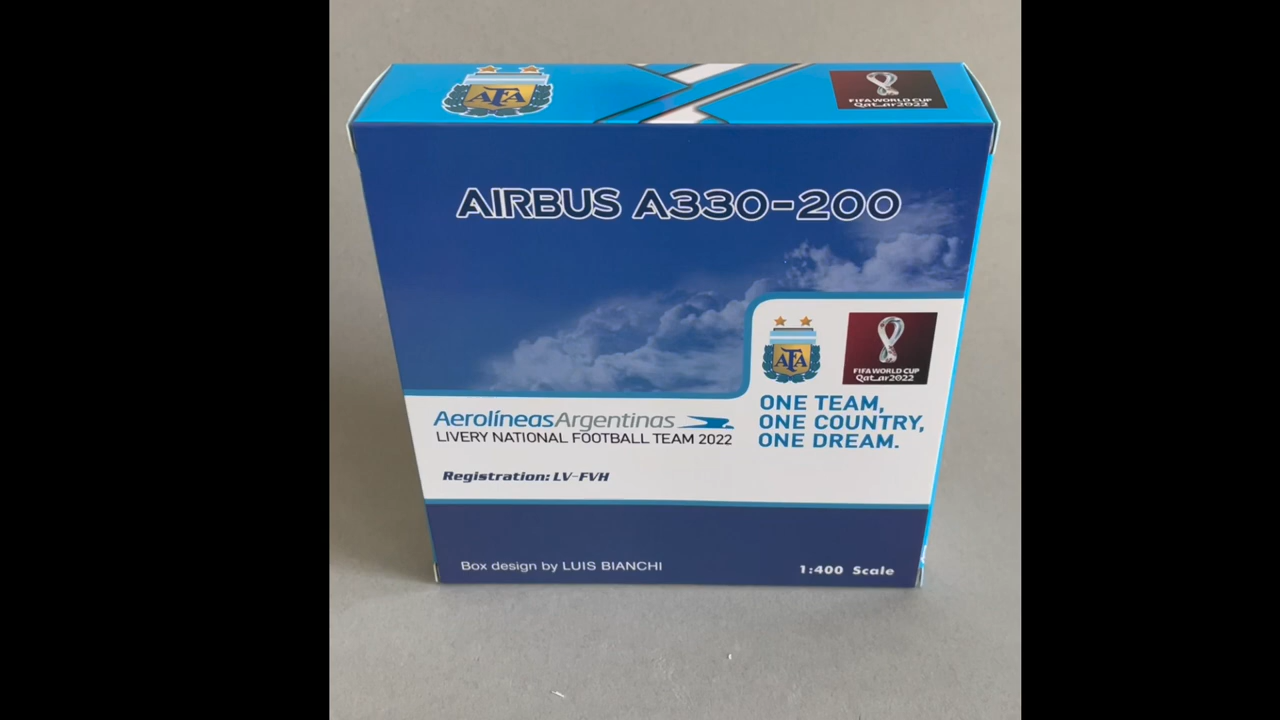 AFA
FIFA WORLD CUP
Qatar2022
AIRBUS A330-200
AFA
FIFA WORLD CUP
Qatar2022
AerolíneasArgentinas
LIVERY NATIONAL FOOTBALL TEAM 2022
ONE TEAM,
ONE COUNTRY,
ONE DREAM.
Registration: LV-FVH
Box design by LUIS BIANCHI
1:400 Scale